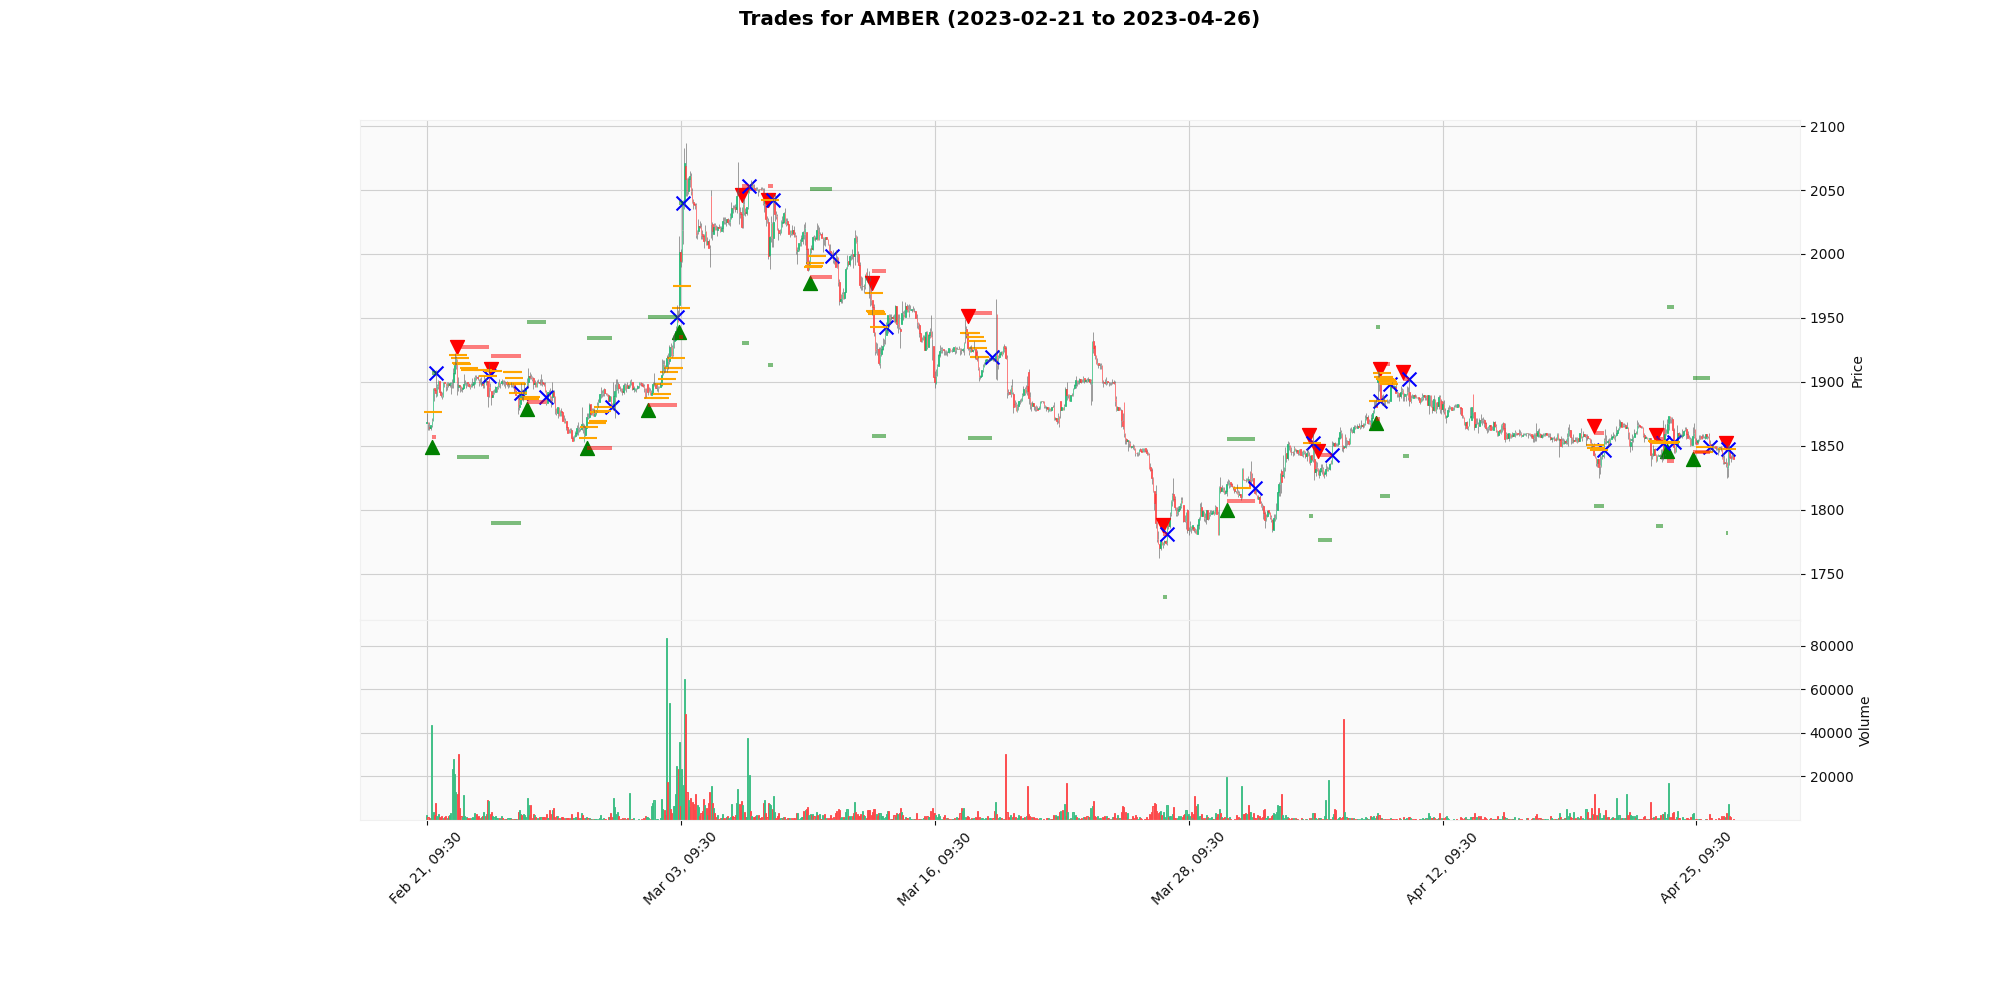 Trades for AMBER (2023-02-21 to 2023-04-26)
2100
2050
2000
1950
1900
1850
1800
1750
Price
80000
60000
40000
20000
Volume
Feb 21, 09:30
Mar 03, 09:30
Mar 16, 09:30
Mar 28, 09:30
Apr 12, 09:30
Apr 25, 09:30